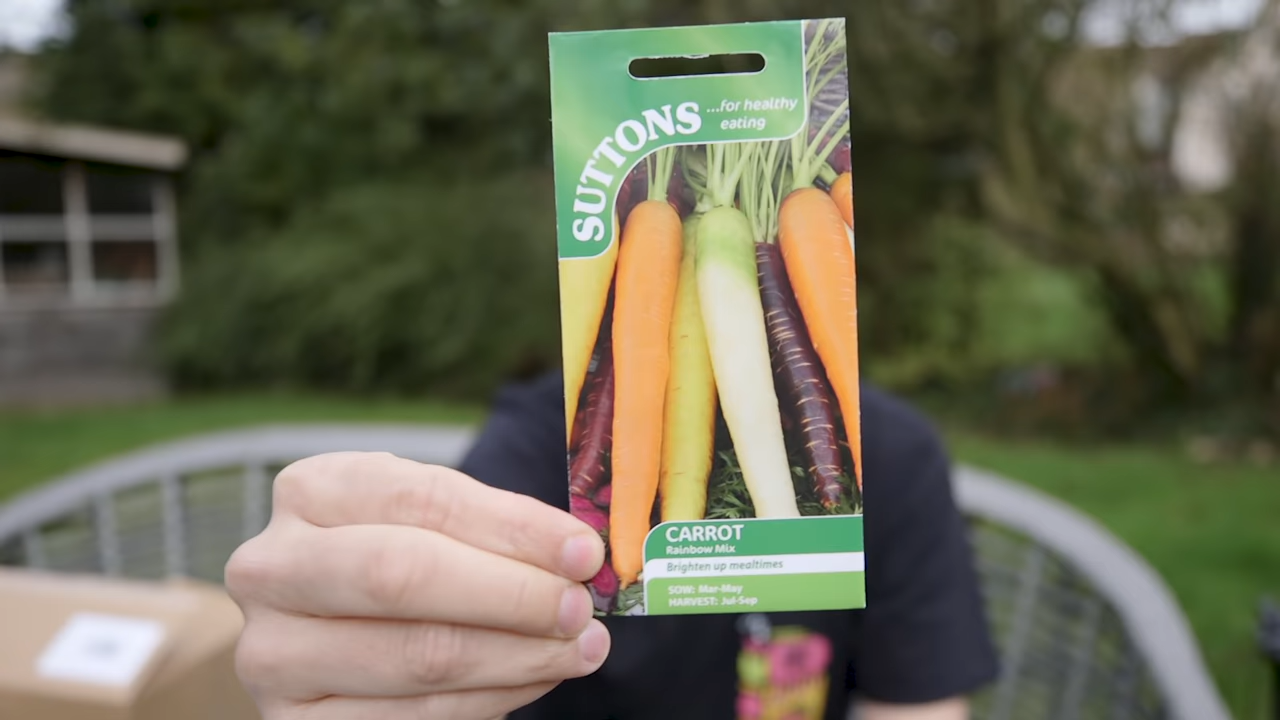 SUTTONS
...for healthy
eating
CARROT
Rainbow Mix
Brighten up mealtimes
SOW: Mar-May
HARVEST: Jul-Sep